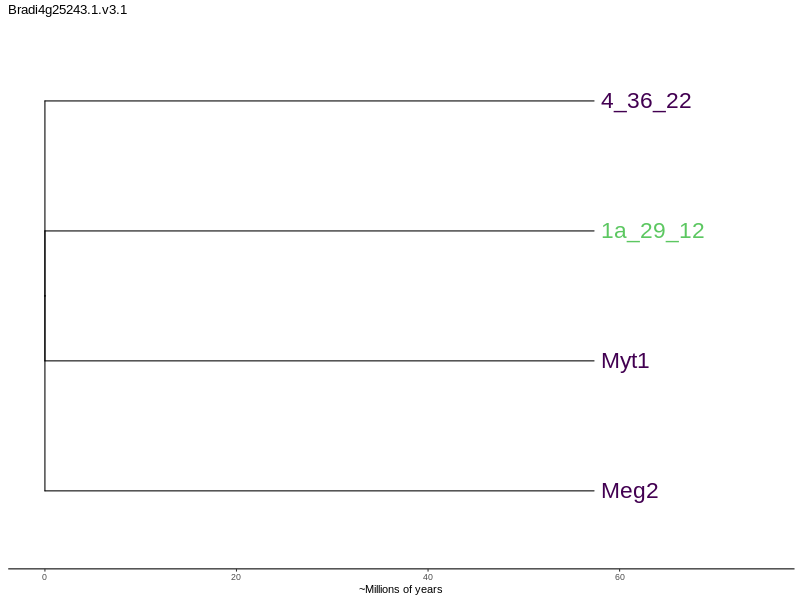 Bradi4g25243.1.v3.1
4_36_22
1a_29_12
Myt1
Meg2
0 20 40 60
~Millions of years